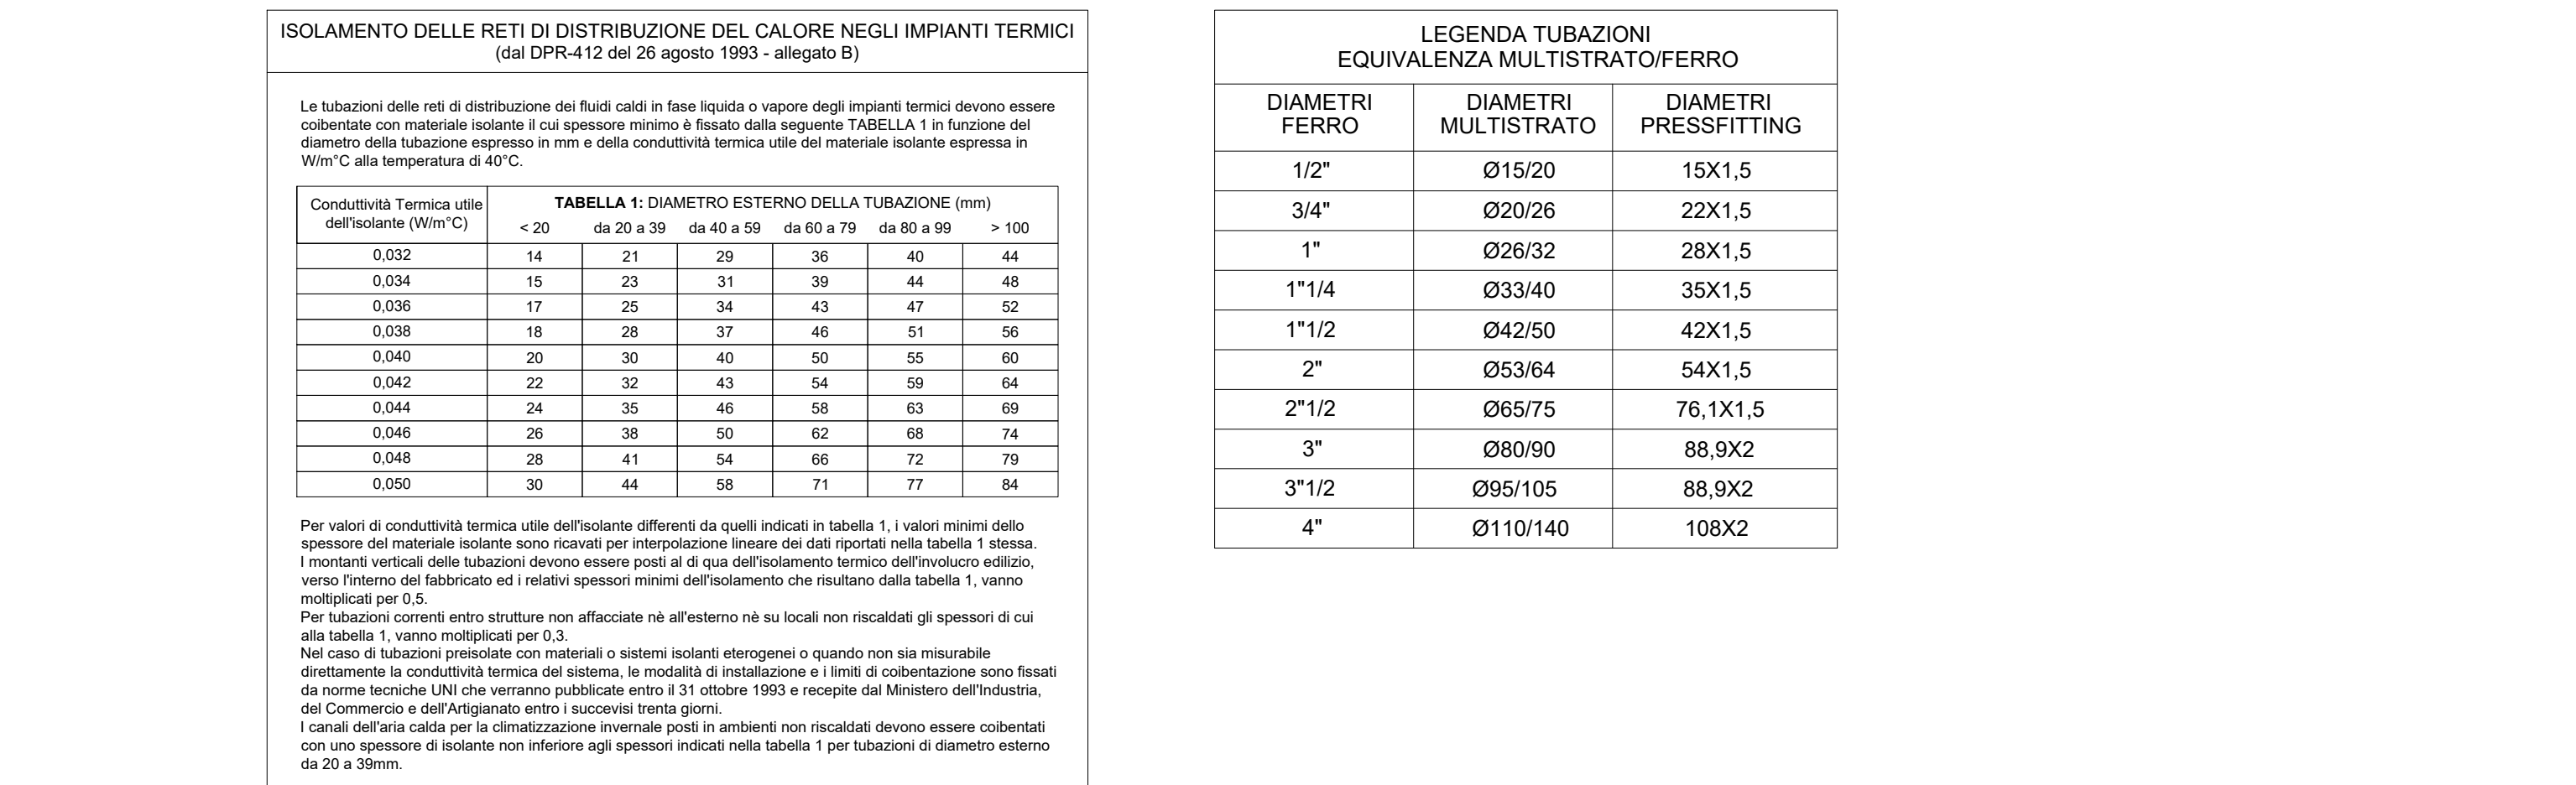 ISOLAMENTO DELLE RETI DI DISTRIBUZIONE DEL CALORE NEGLI IMPIANTI TERMICI
(dal DPR-412 del 26 agosto 1993 - allegato B)
Le tubazioni delle reti di distribuzione dei fluidi caldi in fase liquida o vapore degli impianti termici devono essere
coibentate con materiale isolante il cui spessore minimo è fissato dalla seguente TABELLA 1 in funzione del
diametro della tubazione espresso in mm e della conduttività termica utile del materiale isolante espressa in
W/m°C alla temperatura di 40°C.
Conduttività Termica utile
dell'isolante (W/m°C)
TABELLA 1: DIAMETRO ESTERNO DELLA TUBAZIONE (mm)
< 20 da 20 a 39 da 40 a 59 da 60 a 79 da 80 a 99 > 100
0,032 14 21 29 36 40 44
0,034 15 23 31 39 44 48
0,036 17 25 34 43 47 52
0,038 18 28 37 46 51 56
0,040 20 30 40 50 55 60
0,042 22 32 43 54 59 64
0,044 24 35 46 58 63 69
0,046 26 38 50 62 68 74
0,048 28 41 54 66 72 79
0,050 30 44 58 71 77 84
Per valori di conduttività termica utile dell'isolante differenti da quelli indicati in tabella 1, i valori minimi dello
spessore del materiale isolante sono ricavati per interpolazione lineare dei dati riportati nella tabella 1 stessa.
I montanti verticali delle tubazioni devono essere posti al di qua dell'isolamento termico dell'involucro edilizio,
verso l'interno del fabbricato ed i relativi spessori minimi dell'isolamento che risultano dalla tabella 1, vanno
moltiplicati per 0,5.
Per tubazioni correnti entro strutture non affacciate nè all'esterno nè su locali non riscaldati gli spessori di cui
alla tabella 1, vanno moltiplicati per 0,3.
Nel caso di tubazioni preisolate con materiali o sistemi isolanti eterogenei o quando non sia misurabile
direttamente la conduttività termica del sistema, le modalità di installazione e i limiti di coibentazione sono fissati
da norme tecniche UNI che verranno pubblicate entro il 31 ottobre 1993 e recepite dal Ministero dell'Industria,
del Commercio e dell'Artigianato entro i succevisi trenta giorni.
I canali dell'aria calda per la climatizzazione invernale posti in ambienti non riscaldati devono essere coibentati
con uno spessore di isolante non inferiore agli spessori indicati nella tabella 1 per tubazioni di diametro esterno
da 20 a 39mm.
LEGENDA TUBAZIONI
EQUIVALENZA MULTISTRATO/FERRO
DIAMETRI
FERRO
DIAMETRI
MULTISTRATO
DIAMETRI
PRESSFITTING
1/2" Ø15/20 15X1,5
3/4" Ø20/26 22X1,5
1" Ø26/32 28X1,5
1"1/4 Ø33/40 35X1,5
1"1/2 Ø42/50 42X1,5
2" Ø53/64 54X1,5
2"1/2 Ø65/75 76,1X1,5
3" Ø80/90 88,9X2
3"1/2 Ø95/105 88,9X2
4" Ø110/140 108X2